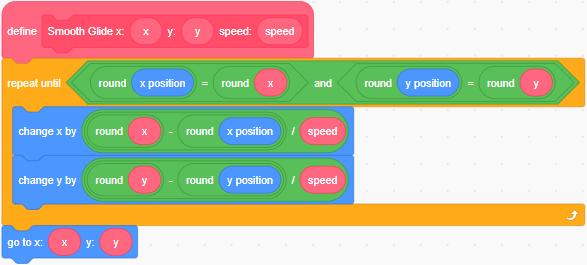 define Smooth Glide x: x y: y speed: speed
repeat until round x position = round x and round y position = round y
change x by round x - round x position / speed
change y by round y - round y position / speed
go to x: x y: y